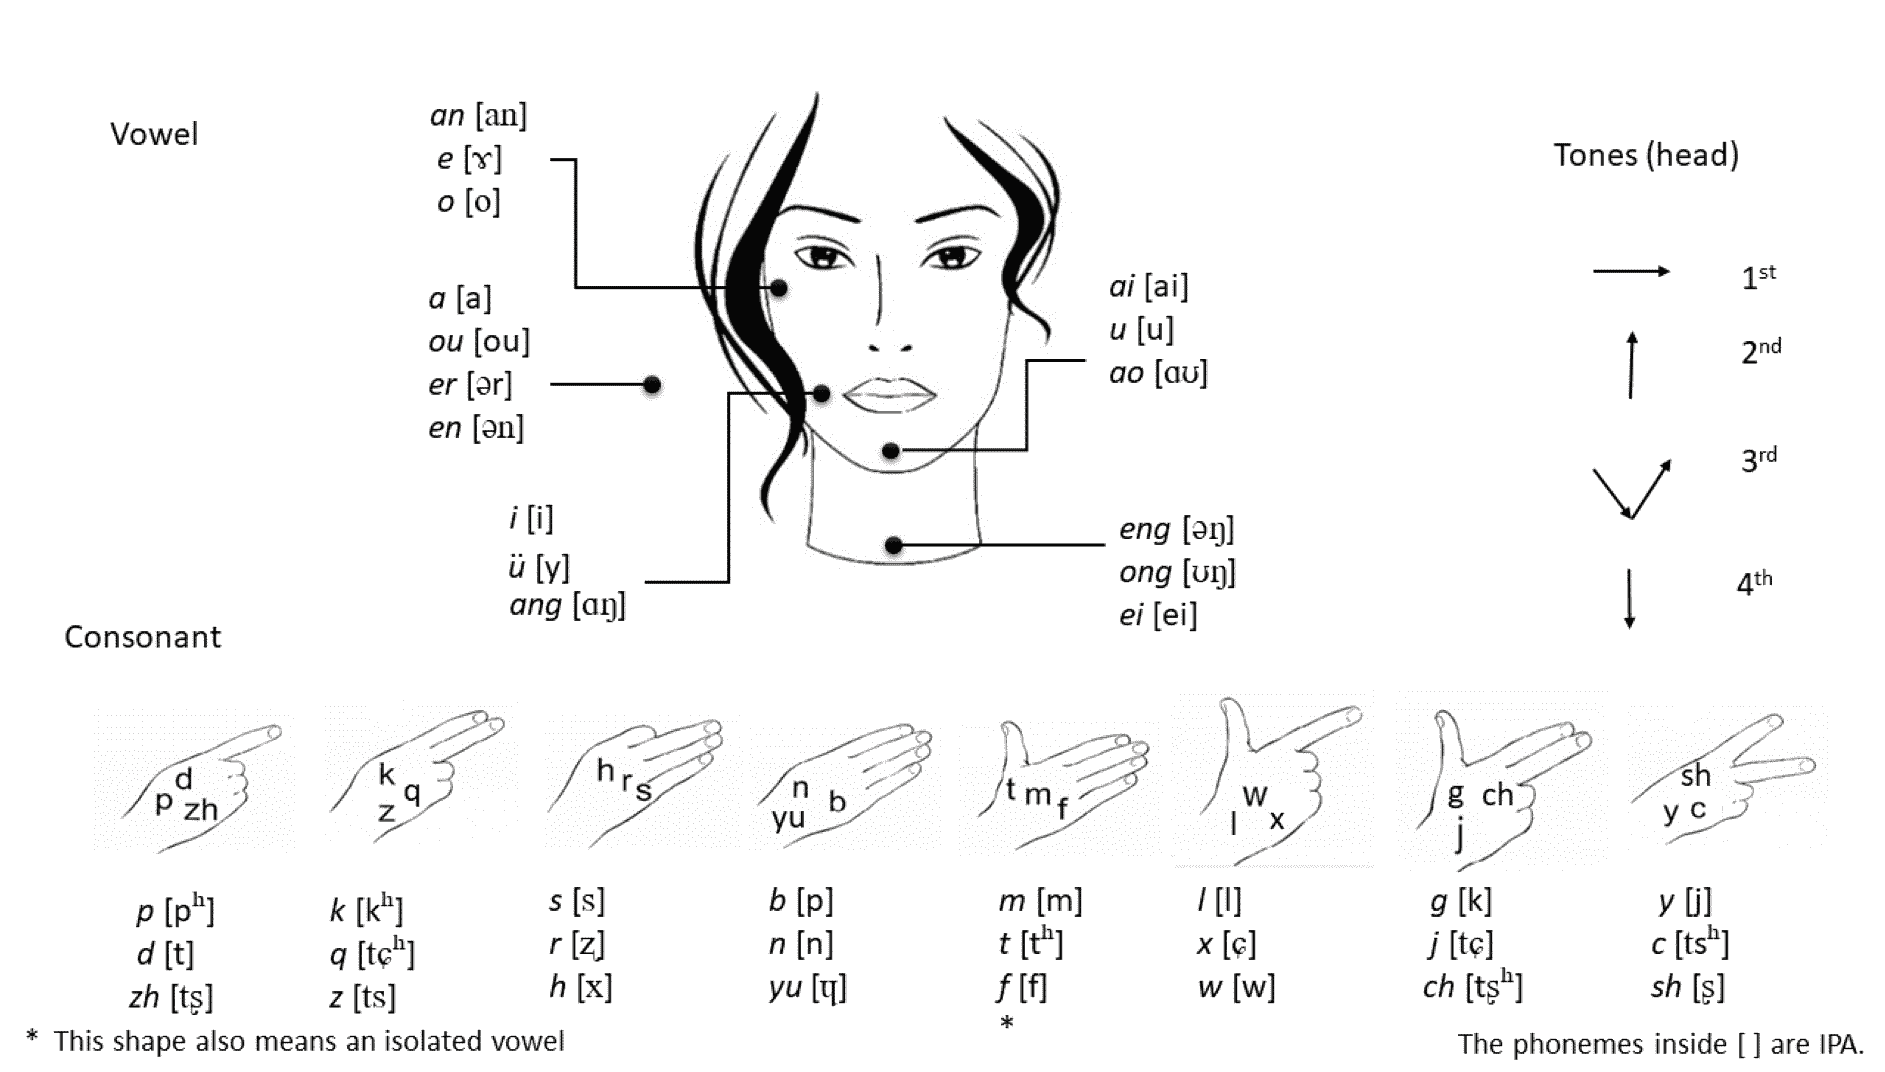 Vowel
an [an]
e [ɤ]
o [o]
a [a]
ou [ou]
er [ər]
en [ən]
i [i]
ü [y]
ang [ɑŋ]
ai [ai]
u [u]
ao [ɑʊ]
eng [əŋ]
ong [ʊŋ]
ei [ei]
Tones (head)
1st
2nd
3rd
4th
Consonant
d
p zh
k
q
z
h r s
n
b
yu
t m f
w
l x
g ch
j
sh
y c
p [pʰ]
d [t]
zh [tʂ]
k [kʰ]
q [tɕʰ]
z [ts]
s [s]
r [ʐ]
h [x]
b [p]
n [n]
yu [ɥ]
m [m]
t [tʰ]
f [f]
*
l [l]
x [ɕ]
w [w]
g [k]
j [tɕ]
ch [tʂʰ]
y [j]
c [tsʰ]
sh [ʂ]
* This shape also means an isolated vowel
The phonemes inside [ ] are IPA.